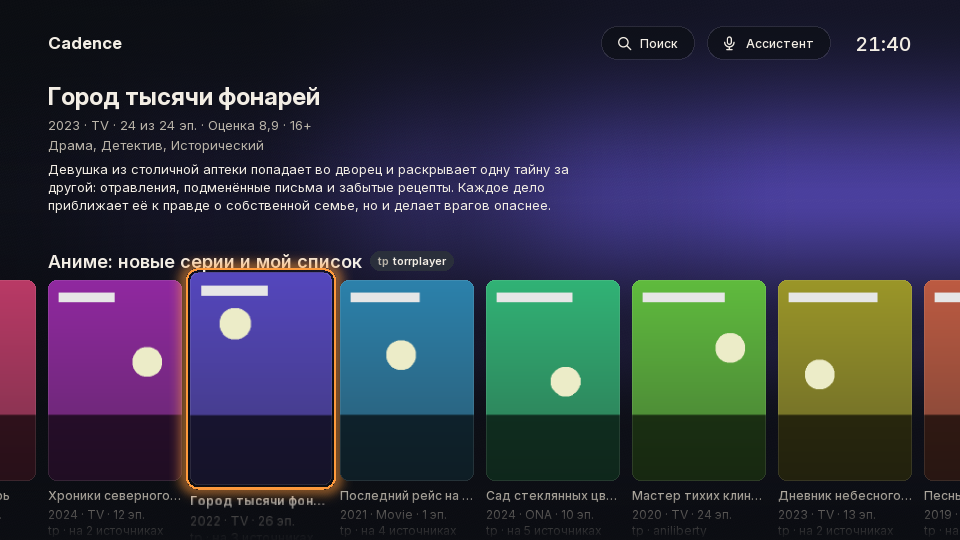 Cadence
Поиск
Ассистент
21:40
Город тысячи фонарей
2023 · TV · 24 из 24 эп. · Оценка 8,9 · 16+
Драма, Детектив, Исторический
Девушка из столичной аптеки попадает во дворец и раскрывает одну тайну за
другой: отравления, подменённые письма и забытые рецепты. Каждое дело
приближает её к правде о собственной семье, но и делает врагов опаснее.
Аниме: новые серии и мой список
tp torrplayer
Хроники северного…
2024 · TV · 12 эп.
tp · на 2 источниках
Город тысячи фон…
2022 · TV · 26 эп.
Последний рейс на …
2021 · Movie · 1 эп.
tp · на 4 источниках
Сад стеклянных цв…
2024 · ONA · 10 эп.
tp · на 5 источниках
Мастер тихих клин…
2020 · TV · 24 эп.
tp · aniliberty
Дневник небесного…
2023 · TV · 13 эп.
tp · на 2 источниках
2019 ·